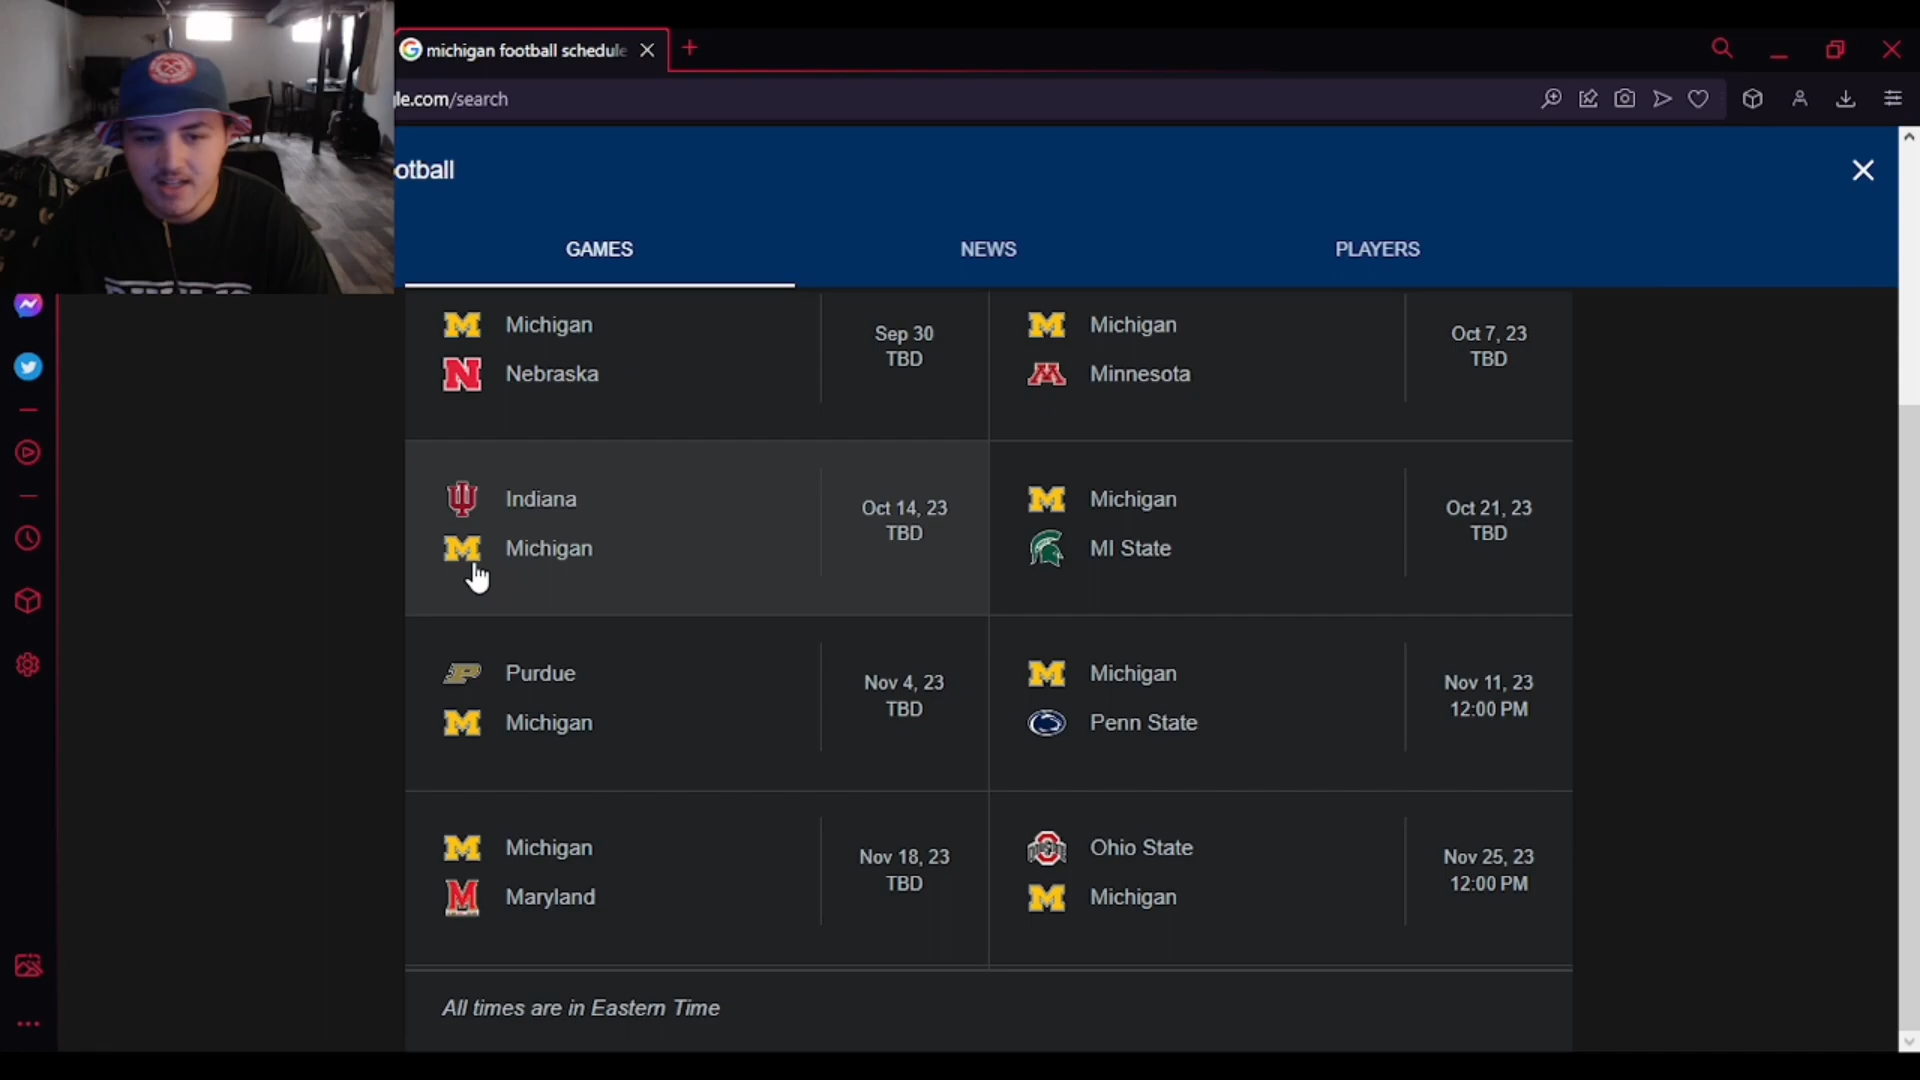 michigan football schedule
le.com/search
otball
GAMES
NEWS
PLAYERS
Michigan
Nebraska
Sep 30
TBD
Michigan
Minnesota
Oct 7, 23
TBD
Indiana
Michigan
Oct 14, 23
TBD
Michigan
MI State
Oct 21, 23
TBD
Purdue
Michigan
Nov 4, 23
TBD
Michigan
Penn State
Nov 11, 23
12:00 PM
Michigan
Maryland
Nov 18, 23
TBD
Ohio State
Michigan
Nov 25, 23
12:00 PM
All times are in Eastern Time